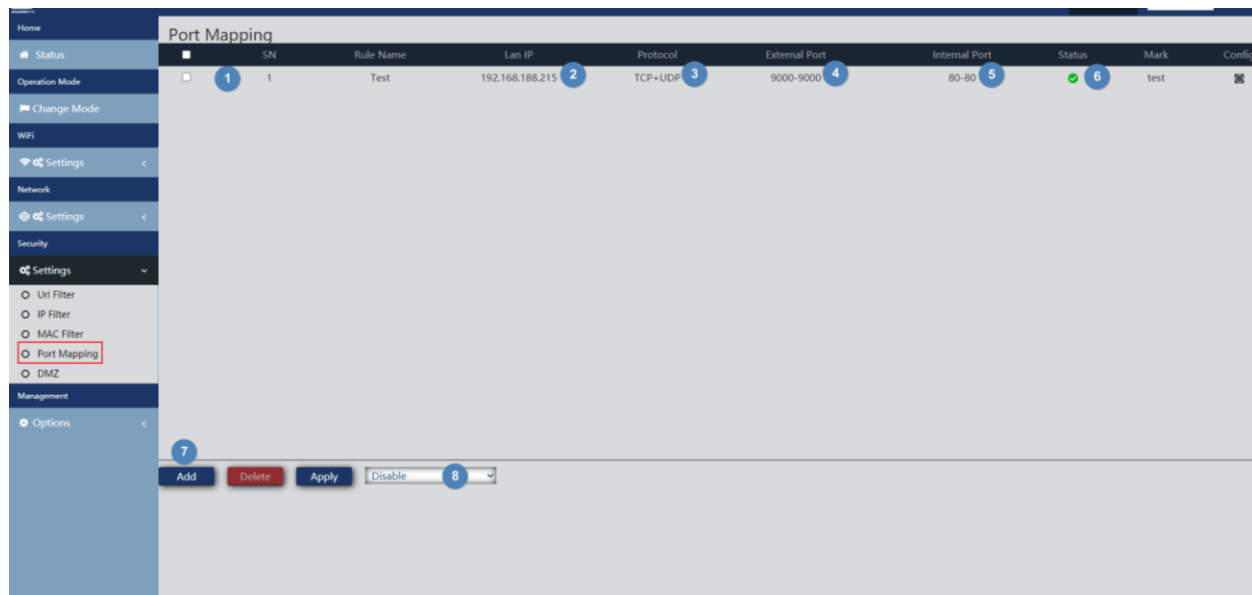 Home
Port Mapping
Status
SN Rule Name Lan IP Protocol External Port Internal Port Status Mark Config
Operation Mode
1 1 Test 192.168.188.215 2 TCP+UDP 3 9000-9000 4 80-80 5 6 test
Change Mode
WiFi
Settings
Network
Settings
Security
Settings
Url Filter
IP Filter
MAC Filter
Port Mapping
DMZ
Management
Options
7
Add Delete Apply Disable 8